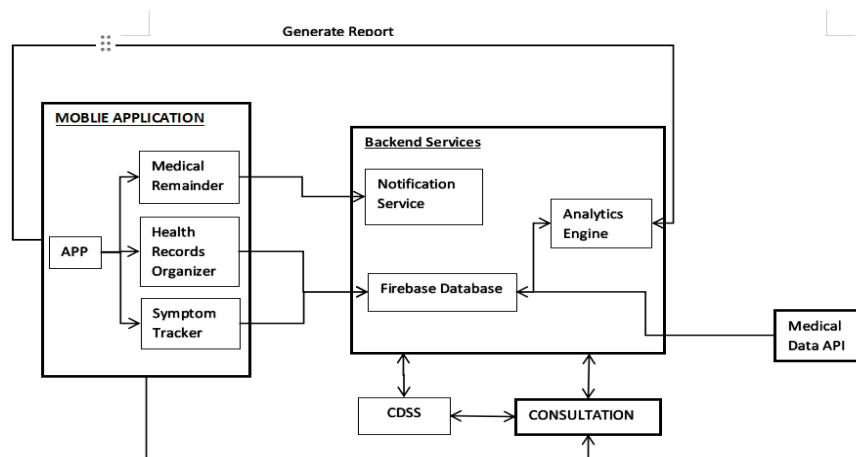 Generate Report
MOBLIE APPLICATION
Medical
Remainder
APP
Health
Records
Organizer
Symptom
Tracker
Backend Services
Notification
Service
Analytics
Engine
Firebase Database
Medical
Data API
CDSS
CONSULTATION